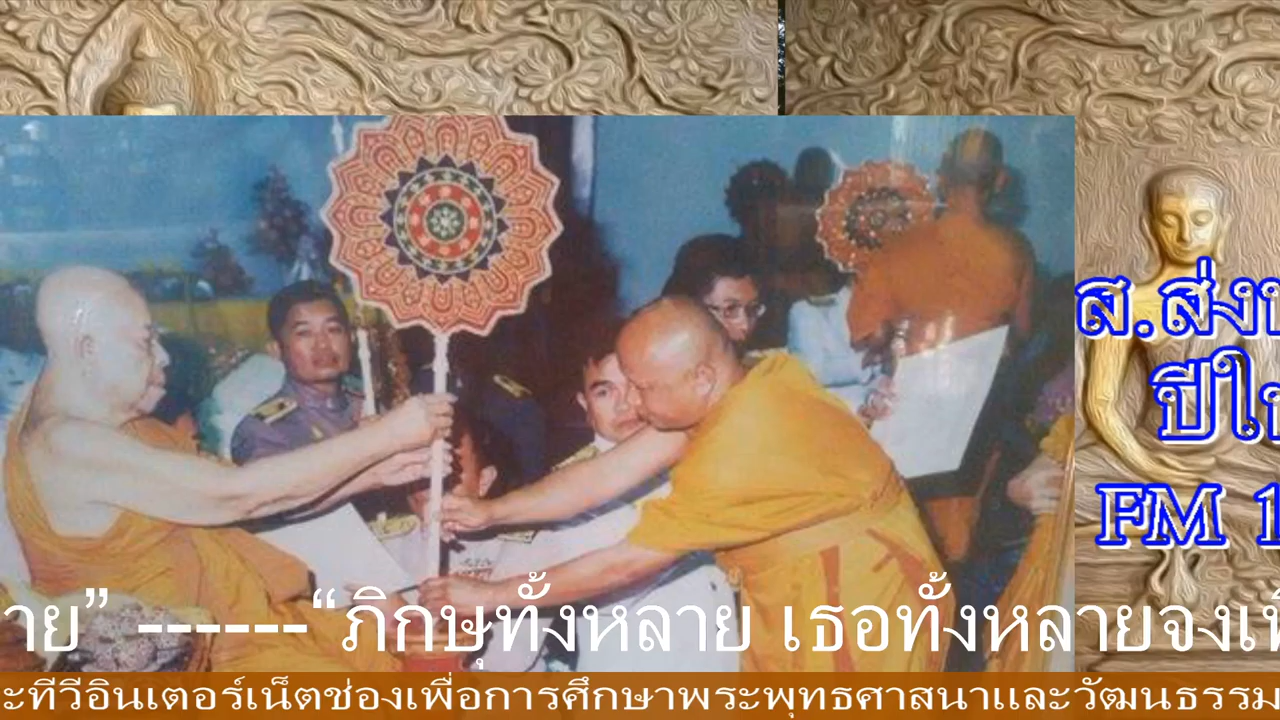 ส.ส่ง
ปีให
FM 1
าย” ------ “ภิกษุทั้งหลาย เธอทั้งหลายจงเที
ะทีวีอินเตอร์เน็ตช่องเพื่อการศึกษาพระพุทธศาสนาและวัฒนธรรม